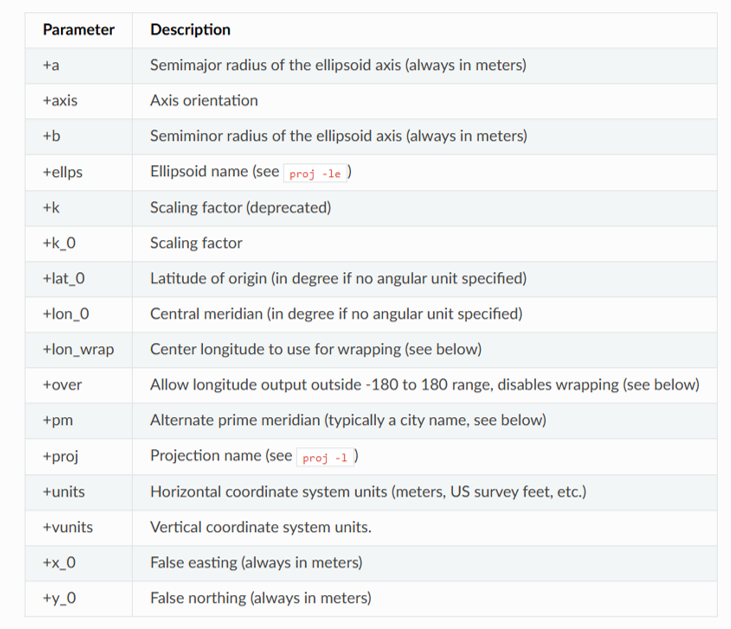 Parameter Description
+a Semimajor radius of the ellipsoid axis (always in meters)
+axis Axis orientation
+b Semiminor radius of the ellipsoid axis (always in meters)
+ellps Ellipsoid name (see proj -le )
+k Scaling factor (deprecated)
+k_0 Scaling factor
+lat_0 Latitude of origin (in degree if no angular unit specified)
+lon_0 Central meridian (in degree if no angular unit specified)
+lon_wrap Center longitude to use for wrapping (see below)
+over Allow longitude output outside -180 to 180 range, disables wrapping (see below)
+pm Alternate prime meridian (typically a city name, see below)
+proj Projection name (see proj -l )
+units Horizontal coordinate system units (meters, US survey feet, etc.)
+vunits Vertical coordinate system units.
+x_0 False easting (always in meters)
+y_0 False northing (always in meters)